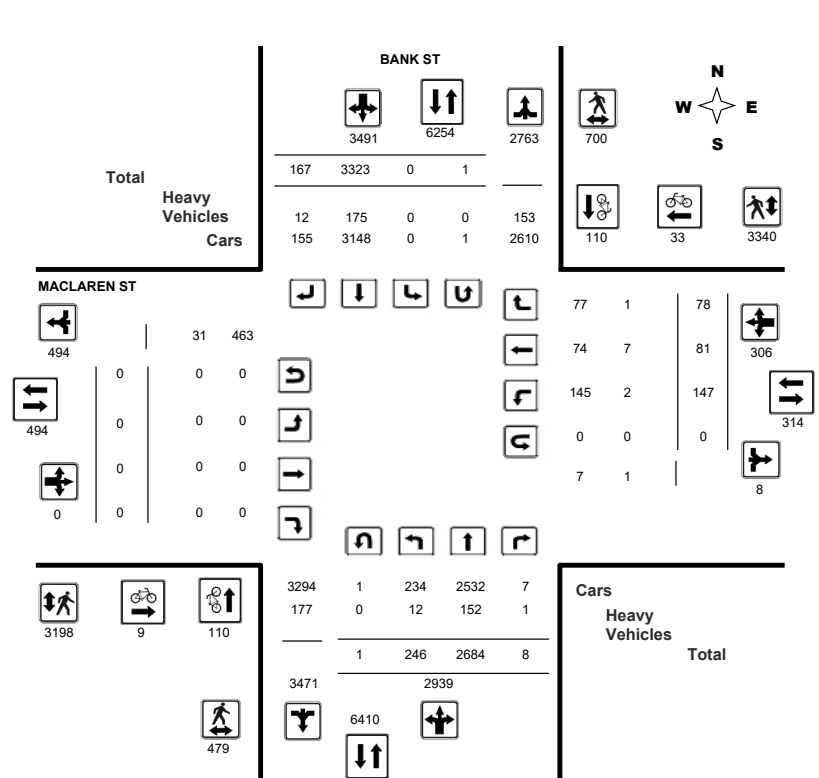 BANK ST
N
W E
S
3491 6254 2763 700
Total 167 3323 0 1
Heavy
Vehicles 12 175 0 0 153
Cars 155 3148 0 1 2610
110 33 3340
MACLAREN ST
494 31 463
0 0 0
494 0 0 0
0 0 0
0 0 0 0
77 1 78
74 7 81 306
145 2 147
314
0 0 0
7 1 8
3294 1 234 2532 7 Cars
177 0 12 152 1 Heavy
Vehicles
1 246 2684 8 Total
3198 9 110
3471 2939
6410
479